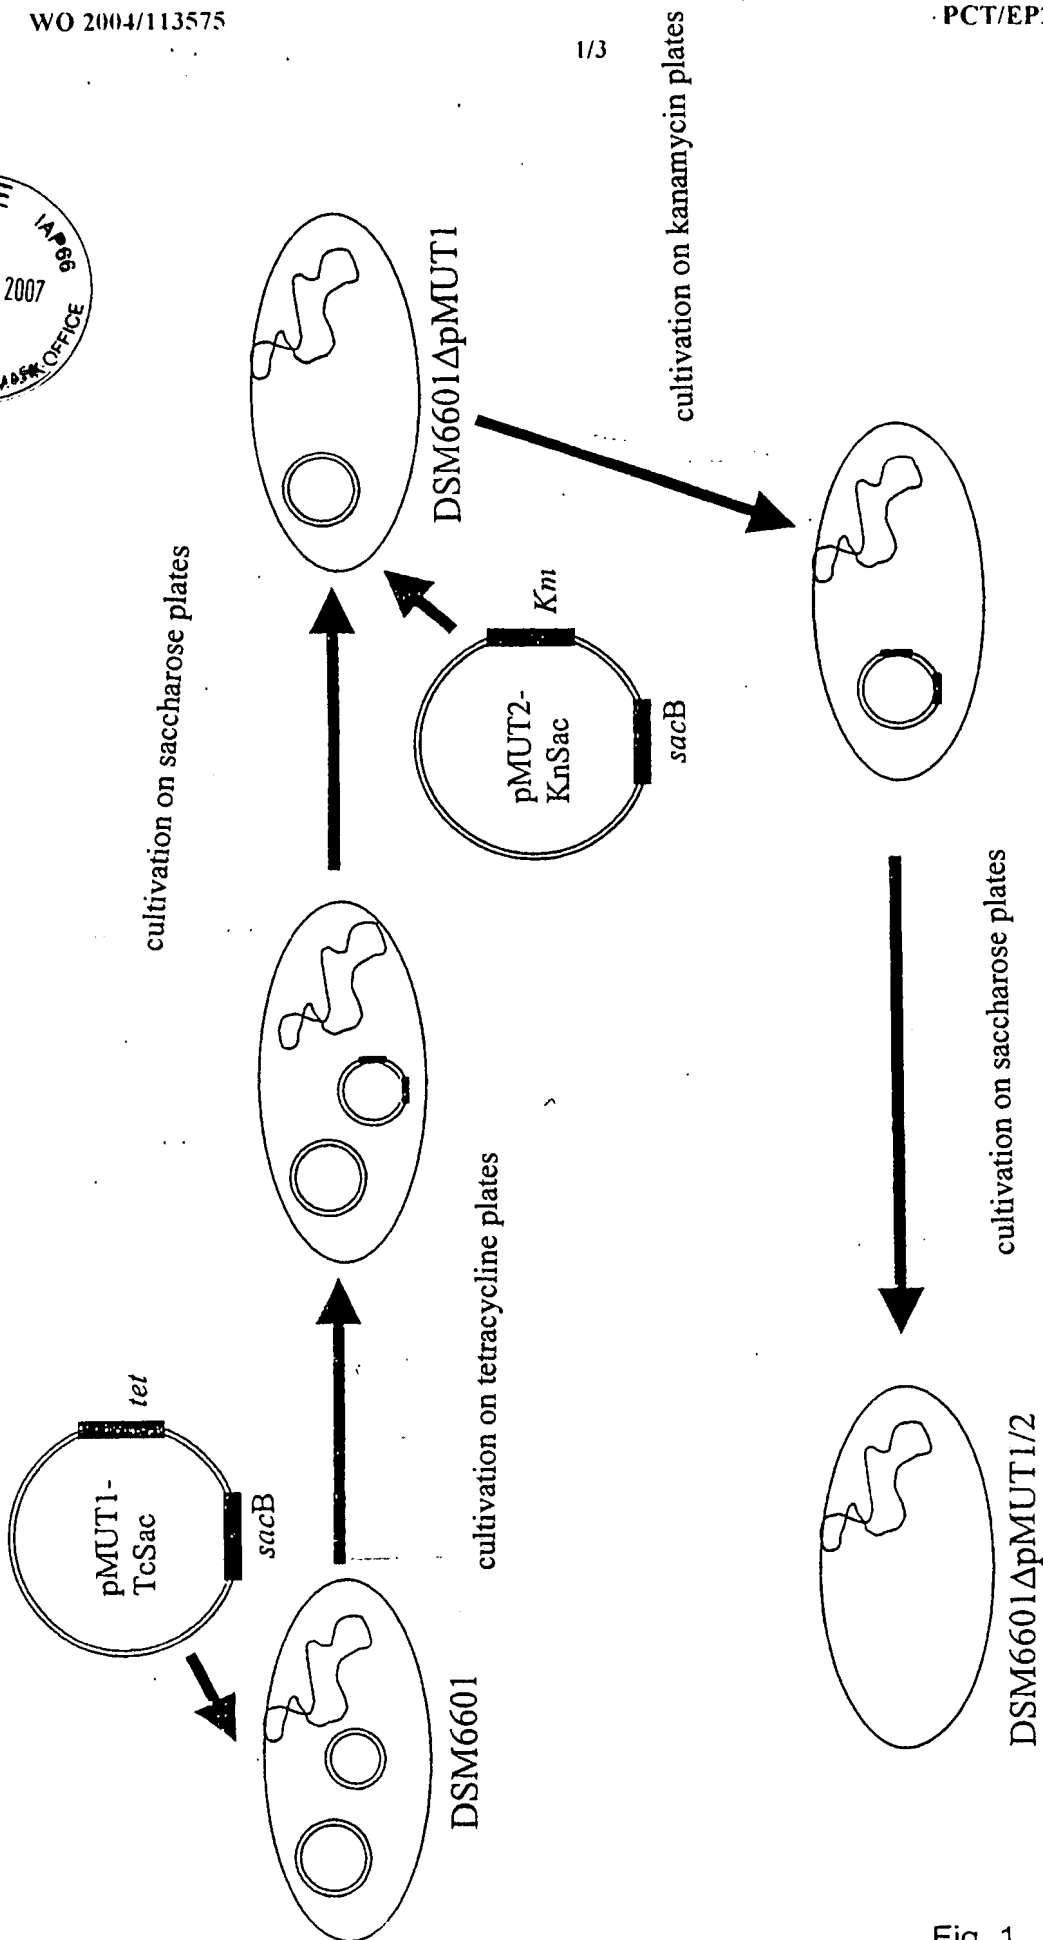 WO 2004/113575
PCT/EP
1/3
IAP66
2007
OFFICE
pMUT1-
TcSac
tet
sacB
DSM6601
cultivation on tetracycline plates
cultivation on saccharose plates
DSM6601ΔpMUT1
pMUT2-
KnSac
Km
sacB
cultivation on kanamycin plates
cultivation on saccharose plates
DSM6601ΔpMUT1/2
Fig. 1